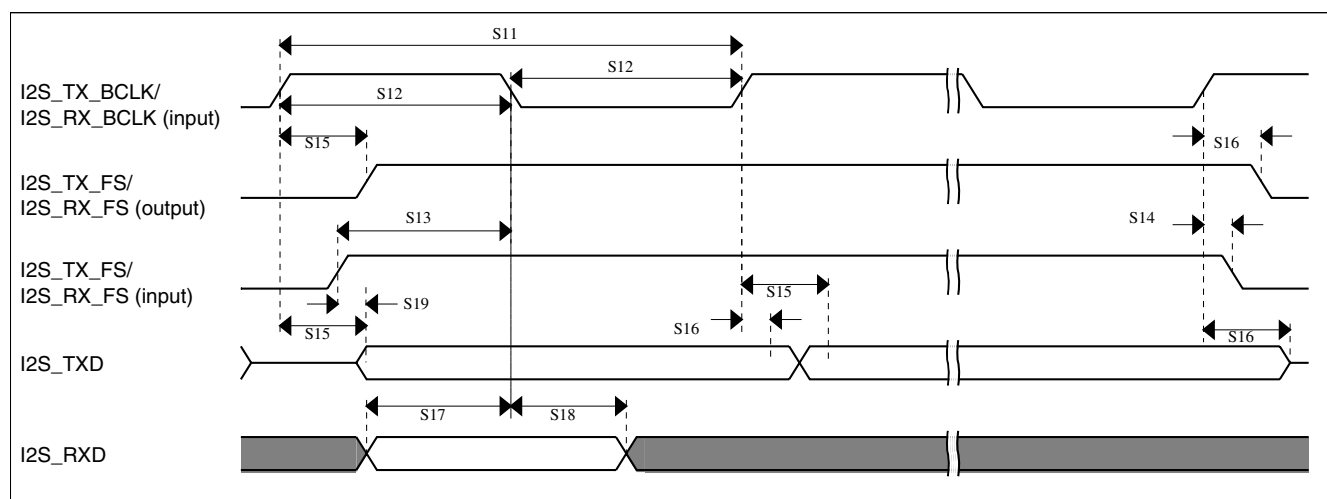 S11
I2S_TX_BCLK/
I2S_RX_BCLK (input)
S12
S12
S15
S16
I2S_TX_FS/
I2S_RX_FS (output)
S13
S14
I2S_TX_FS/
I2S_RX_FS (input)
S19
S15
S15
S16
S16
I2S_TXD
S17
S18
I2S_RXD